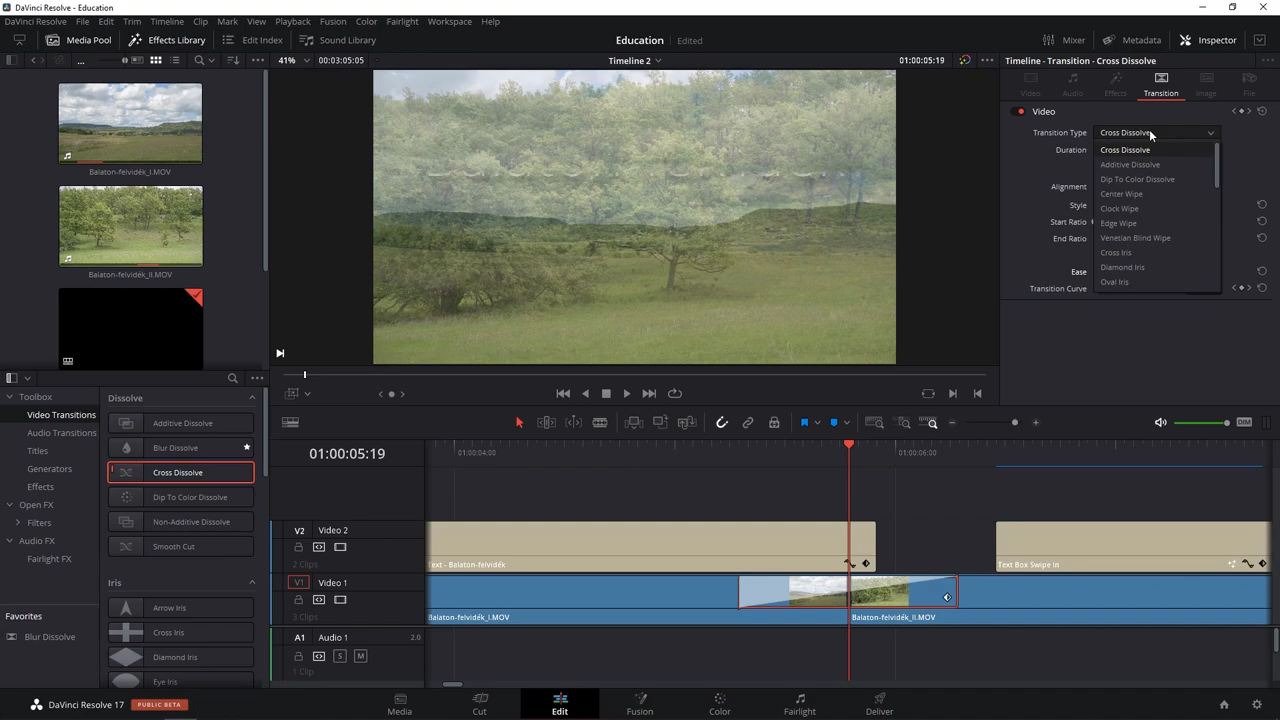 DaVinci Resolve - Education
DaVinci Resolve File Edit Trim Timeline Clip Mark View Playback Fusion Color Fairlight Workspace Help
Media Pool Effects Library Edit Index Sound Library Education Edited Mixer Metadata Inspector
... 41% 00:03:05:05 Timeline 2 01:00:05:19 Timeline - Transition - Cross Dissolve
Video Audio Effects Transition Image File
Video
Transition Type Cross Dissolve
Duration
Alignment
Style
Start Ratio
End Ratio
Ease
Transition Curve
Cross Dissolve
Additive Dissolve
Dip To Color Dissolve
Center Wipe
Clock Wipe
Edge Wipe
Venetian Blind Wipe
Cross Iris
Diamond Iris
Oval Iris
Balaton-felvidék_I.MOV
Balaton-felvidék_II.MOV
Toolbox
Video Transitions
Audio Transitions
Titles
Generators
Effects
Open FX
Filters
Audio FX
Fairlight FX
Favorites
Blur Dissolve
Dissolve
Additive Dissolve
Blur Dissolve
Cross Dissolve
Dip To Color Dissolve
Non-Additive Dissolve
Smooth Cut
Iris
Arrow Iris
Cross Iris
Diamond Iris
Eye Iris
DIM
01:00:05:19 01:00:04:00 01:00:06:00
V2 Video 2
2 Clips
ext - Balaton-felvidék Text Box Swipe In
V1 Video 1
3 Clips
Balaton-felvidék_I.MOV Balaton-felvidék_II.MOV
A1 Audio 1 2.0
S M
1 Clip
DaVinci Resolve 17 PUBLIC BETA
Media Cut Edit Fusion Color Fairlight Deliver